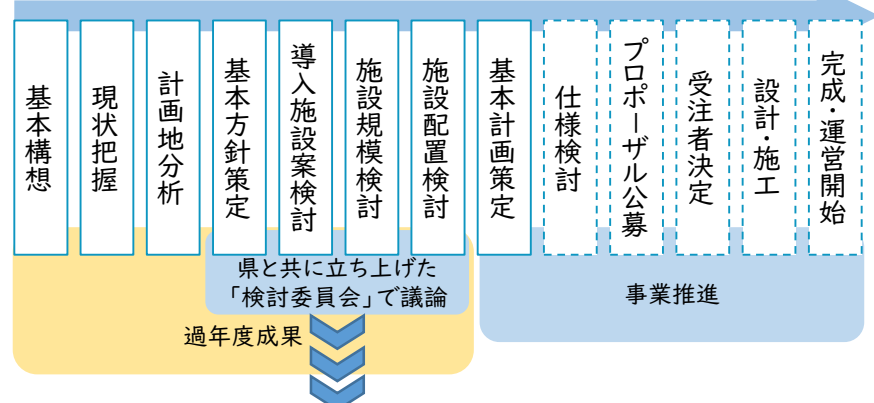 基本構想
現状把握
計画地分析
基本方針策定
導入施設案検討
施設規模検討
施設配置検討
基本計画策定
仕様検討
プロポーザル公募
受注者決定
設計・施工
完成・運営開始
県と共に立ち上げた
「検討委員会」で議論
過年度成果
事業推進